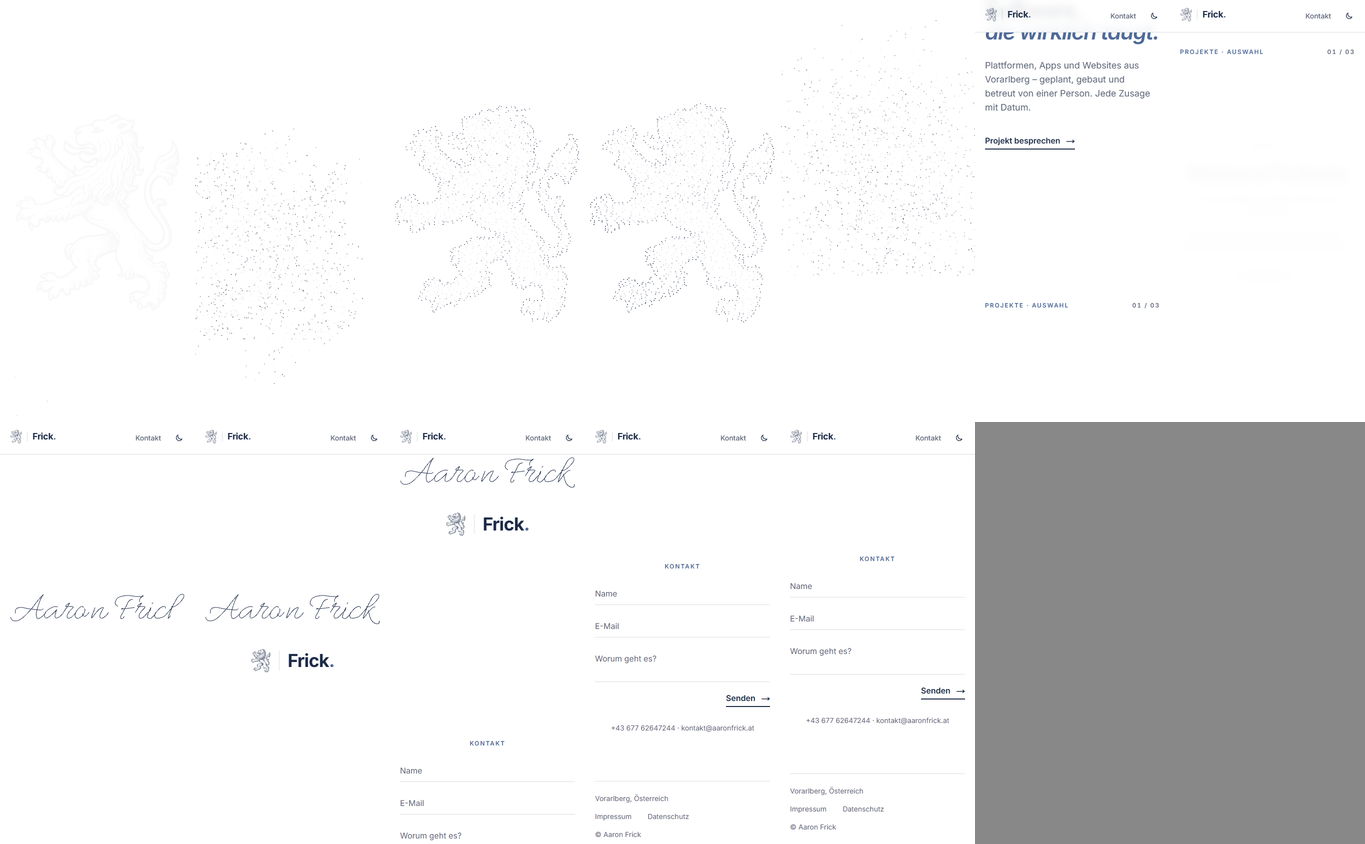 Frick.
Kontakt
die wirklich taugt.
Plattformen, Apps und Websites aus
Vorarlberg – geplant, gebaut und
betreut von einer Person. Jede Zusage
mit Datum.
Projekt besprechen →
PROJEKTE · AUSWAHL 01 / 03
Frick.
Kontakt
PROJEKTE · AUSWAHL 01 / 03
Frick.
Kontakt
Aaron Fricl
Frick.
Kontakt
Aaron Frick
Frick.
Frick.
Kontakt
Aaron Frick
Frick.
KONTAKT
Name
E-Mail
Worum geht es?
Frick.
Kontakt
KONTAKT
Name
E-Mail
Worum geht es?
Senden →
+43 677 62647244 · kontakt@aaronfrick.at
Vorarlberg, Österreich
Impressum Datenschutz
© Aaron Frick
Frick.
Kontakt
KONTAKT
Name
E-Mail
Worum geht es?
Senden →
+43 677 62647244 · kontakt@aaronfrick.at
Vorarlberg, Österreich
Impressum Datenschutz
© Aaron Frick